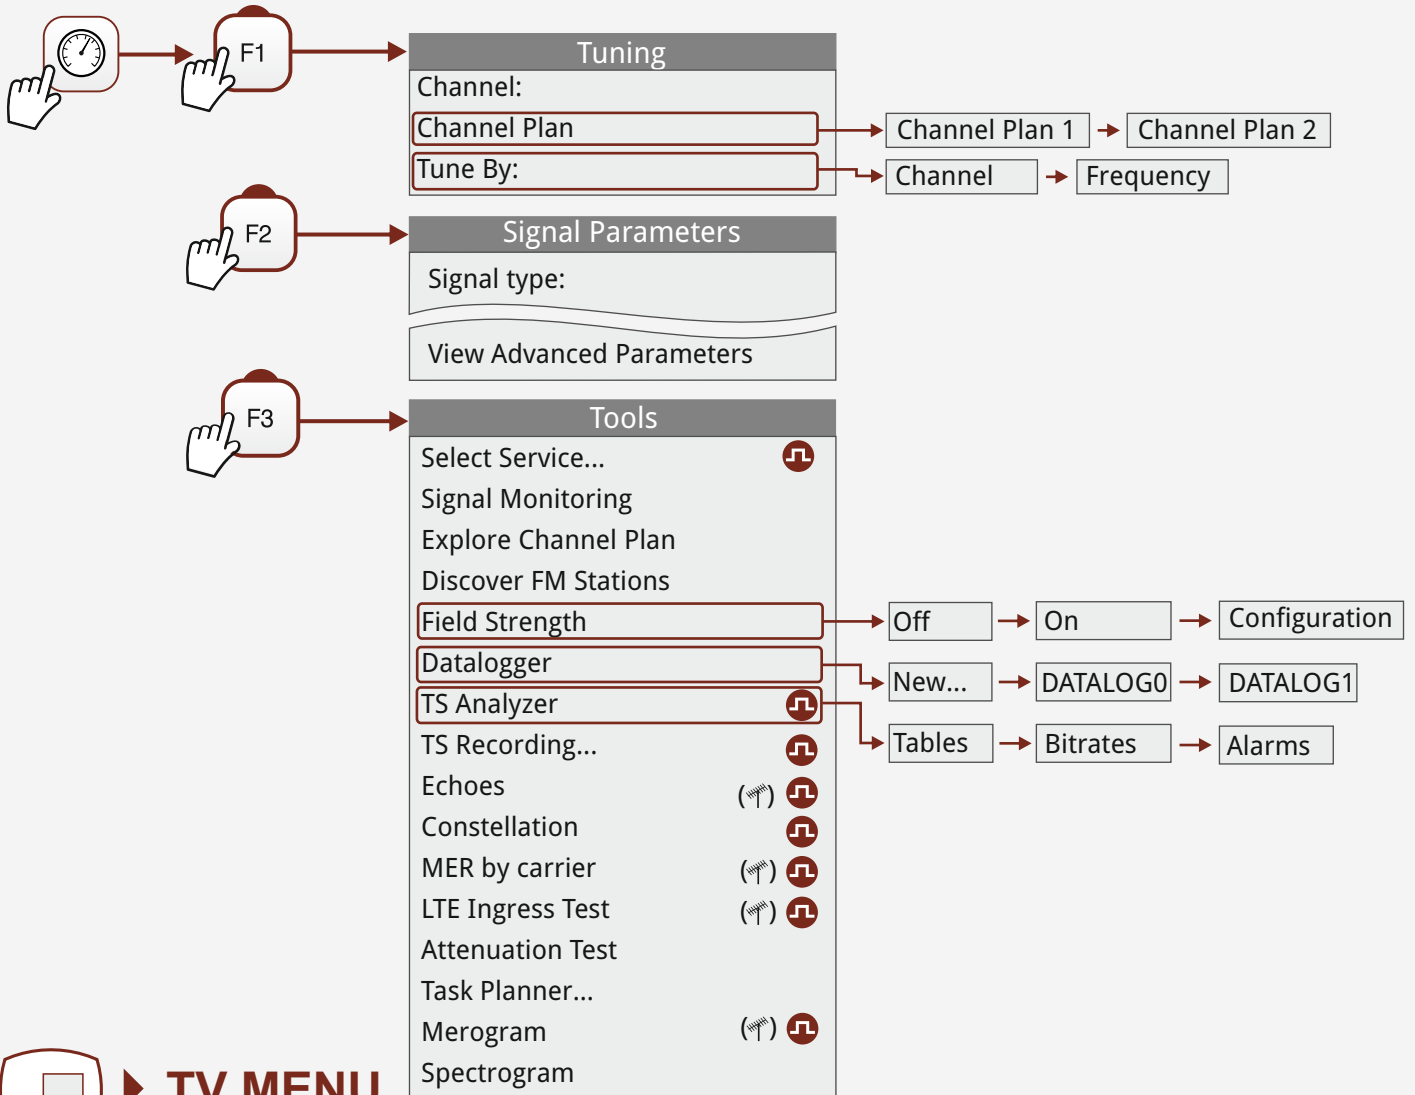 F1
Tuning
Channel:
Channel Plan
Channel Plan 1
Channel Plan 2
Tune By:
Channel
Frequency
F2
Signal Parameters
Signal type:
View Advanced Parameters
F3
Tools
Select Service...
Signal Monitoring
Explore Channel Plan
Discover FM Stations
Field Strength
Off
On
Configuration
Datalogger
New...
DATALOG0
DATALOG1
TS Analyzer
Tables
Bitrates
Alarms
TS Recording...
Echoes
Constellation
MER by carrier
LTE Ingress Test
Attenuation Test
Task Planner...
Merogram
Spectrogram
TV MENU